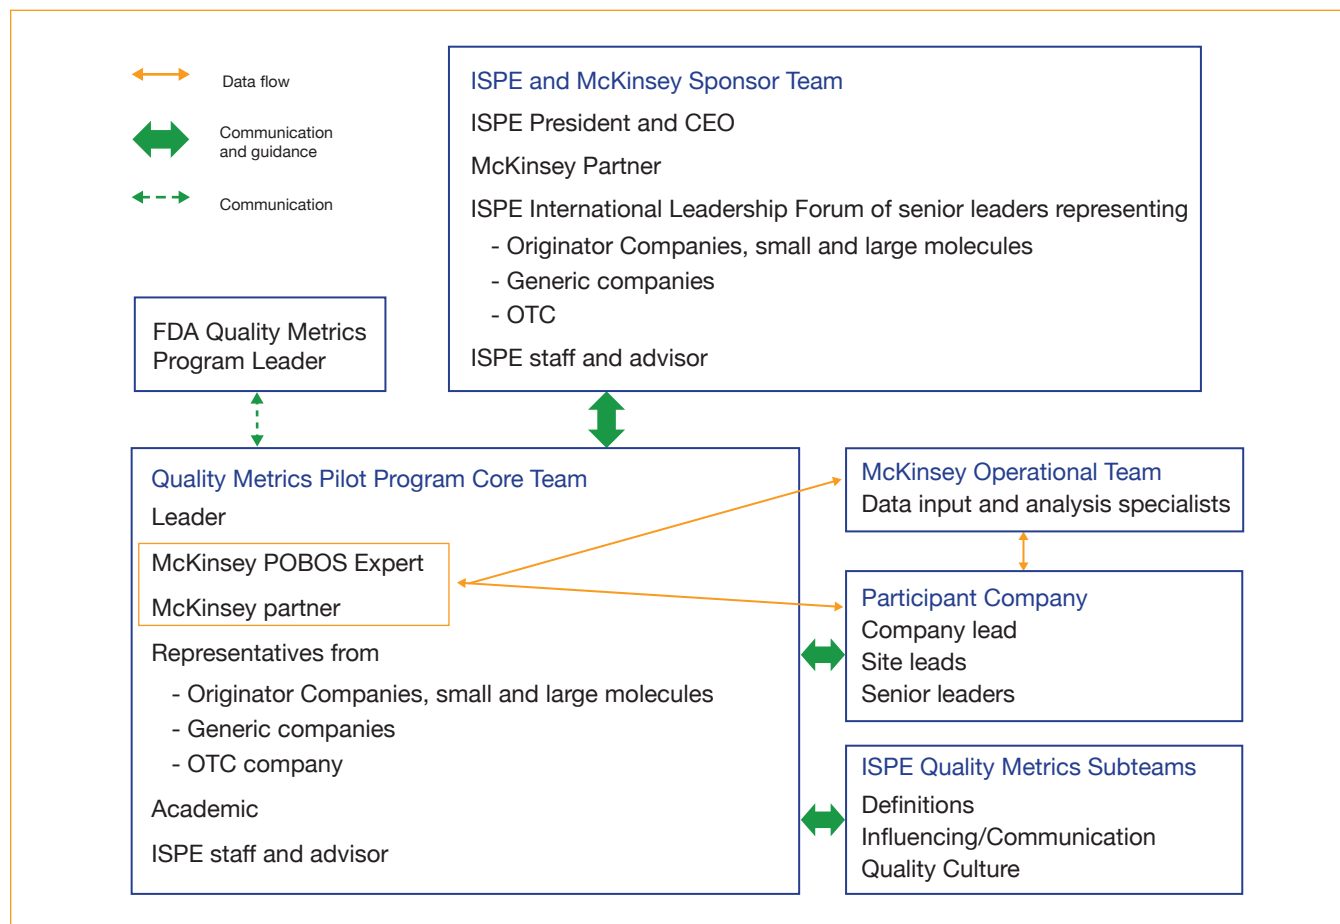 Data flow
Communication
and guidance
Communication
ISPE and McKinsey Sponsor Team
ISPE President and CEO
McKinsey Partner
ISPE International Leadership Forum of senior leaders representing
- Originator Companies, small and large molecules
- Generic companies
- OTC
ISPE staff and advisor
FDA Quality Metrics
Program Leader
Quality Metrics Pilot Program Core Team
Leader
McKinsey POBOS Expert
McKinsey partner
Representatives from
- Originator Companies, small and large molecules
- Generic companies
- OTC company
Academic
ISPE staff and advisor
McKinsey Operational Team
Data input and analysis specialists
Participant Company
Company lead
Site leads
Senior leaders
ISPE Quality Metrics Subteams
Definitions
Influencing/Communication
Quality Culture